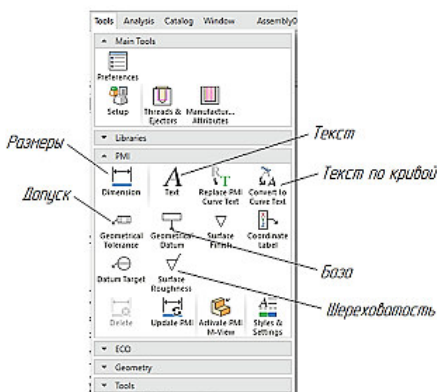 Tools Analysis Catalog Window Assembly
Main Tools
Preferences
Setup Threads & Ejectors Manufactur... Attributes
Libraries
PMI
Размеры
Текст
Dimension Text Replace PMI Curve Text Convert to Curve Text
Текст по кривой
Допуск
Geometrical Tolerance Geometrical Datum Surface Finish Coordinate Label
База
Datum Target Surface Roughness
Шереховатость
Delete Update PMI Activate PMI M-View Styles & Settings
ECO
Geometry
Tools